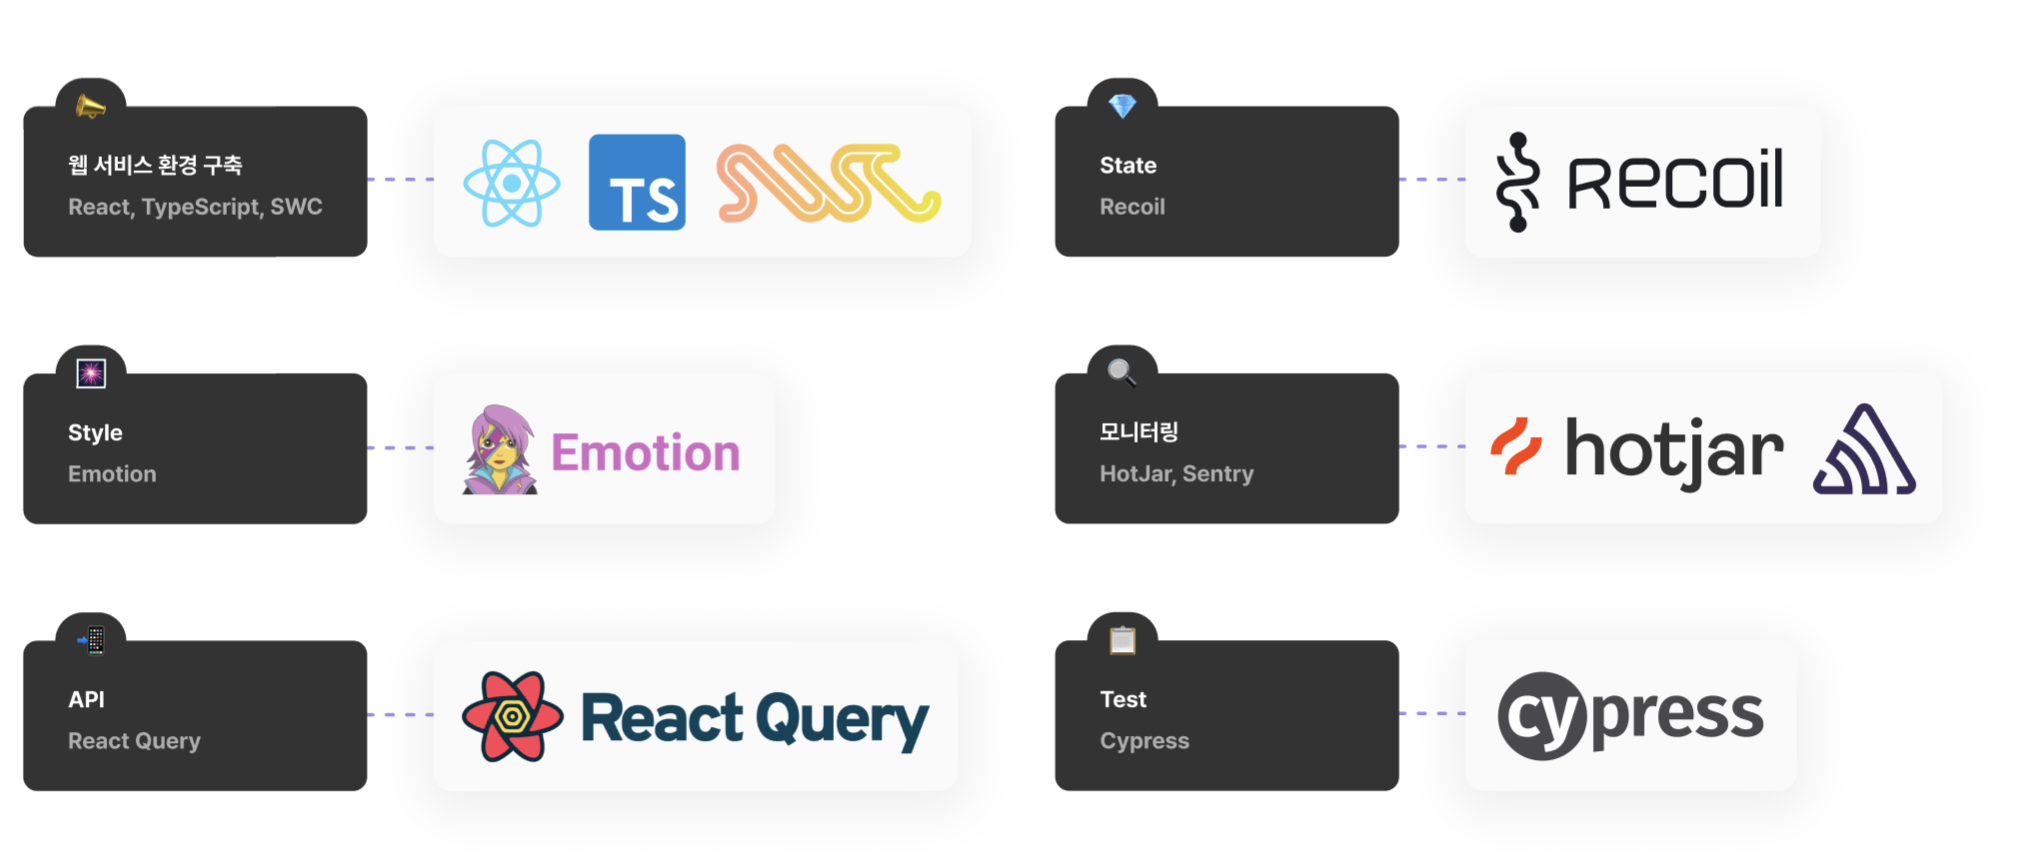 웹 서비스 환경 구축
React, TypeScript, SWC
TS
SWC
State
Recoil
Recoil
Style
Emotion
Emotion
모니터링
HotJar, Sentry
hotjar
API
React Query
React Query
Test
Cypress
cypress